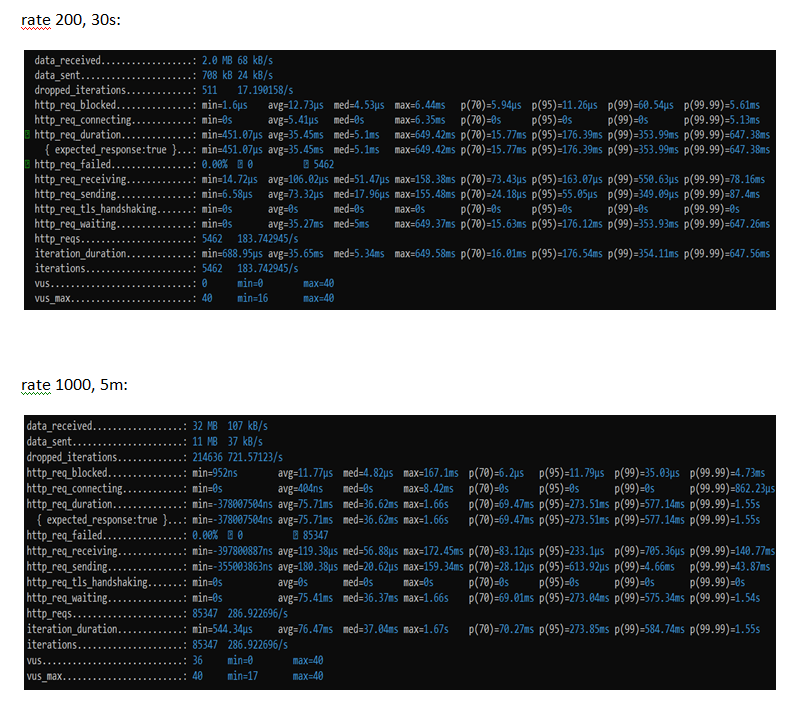 rate 200, 30s:
data_received..................: 2.0 MB 68 kB/s
data_sent......................: 708 kB 24 kB/s
dropped_iterations.............: 511 17.190158/s
http_req_blocked...............: min=1.6µs avg=12.73µs med=4.53µs max=6.44ms p(70)=5.94µs p(95)=11.26µs p(99)=60.54µs p(99.99)=5.61ms
http_req_connecting............: min=0s avg=5.41µs med=0s max=6.35ms p(70)=0s p(95)=0s p(99)=0s p(99.99)=5.13ms
http_req_duration..............: min=451.07µs avg=35.45ms med=5.1ms max=649.42ms p(70)=15.77ms p(95)=176.39ms p(99)=353.99ms p(99.99)=647.38ms
{ expected_response:true }...: min=451.07µs avg=35.45ms med=5.1ms max=649.42ms p(70)=15.77ms p(95)=176.39ms p(99)=353.99ms p(99.99)=647.38ms
http_req_failed................: 0.00% 0 5462
http_req_receiving.............: min=14.72µs avg=106.02µs med=51.47µs max=158.38ms p(70)=73.43µs p(95)=163.07µs p(99)=550.63µs p(99.99)=78.16ms
http_req_sending...............: min=6.58µs avg=73.32µs med=17.96µs max=155.48ms p(70)=24.18µs p(95)=55.05µs p(99)=349.09µs p(99.99)=87.4ms
http_req_tls_handshaking.......: min=0s avg=0s med=0s max=0s p(70)=0s p(95)=0s p(99)=0s p(99.99)=0s
http_req_waiting...............: min=0s avg=35.27ms med=5ms max=649.37ms p(70)=15.63ms p(95)=176.12ms p(99)=353.93ms p(99.99)=647.26ms
http_reqs......................: 5462 183.742945/s
iteration_duration.............: min=688.95µs avg=35.65ms med=5.34ms max=649.58ms p(70)=16.01ms p(95)=176.54ms p(99)=354.11ms p(99.99)=647.56ms
iterations.....................: 5462 183.742945/s
vus............................: 0 min=0 max=40
vus_max........................: 40 min=16 max=40
rate 1000, 5m:
data_received..................: 32 MB 107 kB/s
data_sent......................: 11 MB 37 kB/s
dropped_iterations.............: 214636 721.57123/s
http_req_blocked...............: min=952ns avg=11.77µs med=4.82µs max=167.1ms p(70)=6.2µs p(95)=11.79µs p(99)=35.03µs p(99.99)=4.73ms
http_req_connecting............: min=0s avg=404ns med=0s max=8.42ms p(70)=0s p(95)=0s p(99)=0s p(99.99)=862.23µs
http_req_duration..............: min=-378007504ns avg=75.71ms med=36.62ms max=1.66s p(70)=69.47ms p(95)=273.51ms p(99)=577.14ms p(99.99)=1.55s
{ expected_response:true }...: min=-378007504ns avg=75.71ms med=36.62ms max=1.66s p(70)=69.47ms p(95)=273.51ms p(99)=577.14ms p(99.99)=1.55s
http_req_failed................: 0.00% 0 85347
http_req_receiving.............: min=-397800887ns avg=119.38µs med=56.88µs max=172.45ms p(70)=83.12µs p(95)=233.1µs p(99)=705.36µs p(99.99)=140.77ms
http_req_sending...............: min=-355003863ns avg=180.38µs med=20.62µs max=159.34ms p(70)=28.12µs p(95)=613.92µs p(99)=4.66ms p(99.99)=43.87ms
http_req_tls_handshaking.......: min=0s avg=0s med=0s max=0s p(70)=0s p(95)=0s p(99)=0s p(99.99)=0s
http_req_waiting...............: min=0s avg=75.41ms med=36.37ms max=1.66s p(70)=69.01ms p(95)=273.04ms p(99)=575.34ms p(99.99)=1.54s
http_reqs......................: 85347 286.922696/s
iteration_duration.............: min=544.34µs avg=76.47ms med=37.04ms max=1.67s p(70)=70.27ms p(95)=273.85ms p(99)=584.74ms p(99.99)=1.55s
iterations.....................: 85347 286.922696/s
vus............................: 36 min=0 max=40
vus_max........................: 40 min=17 max=40